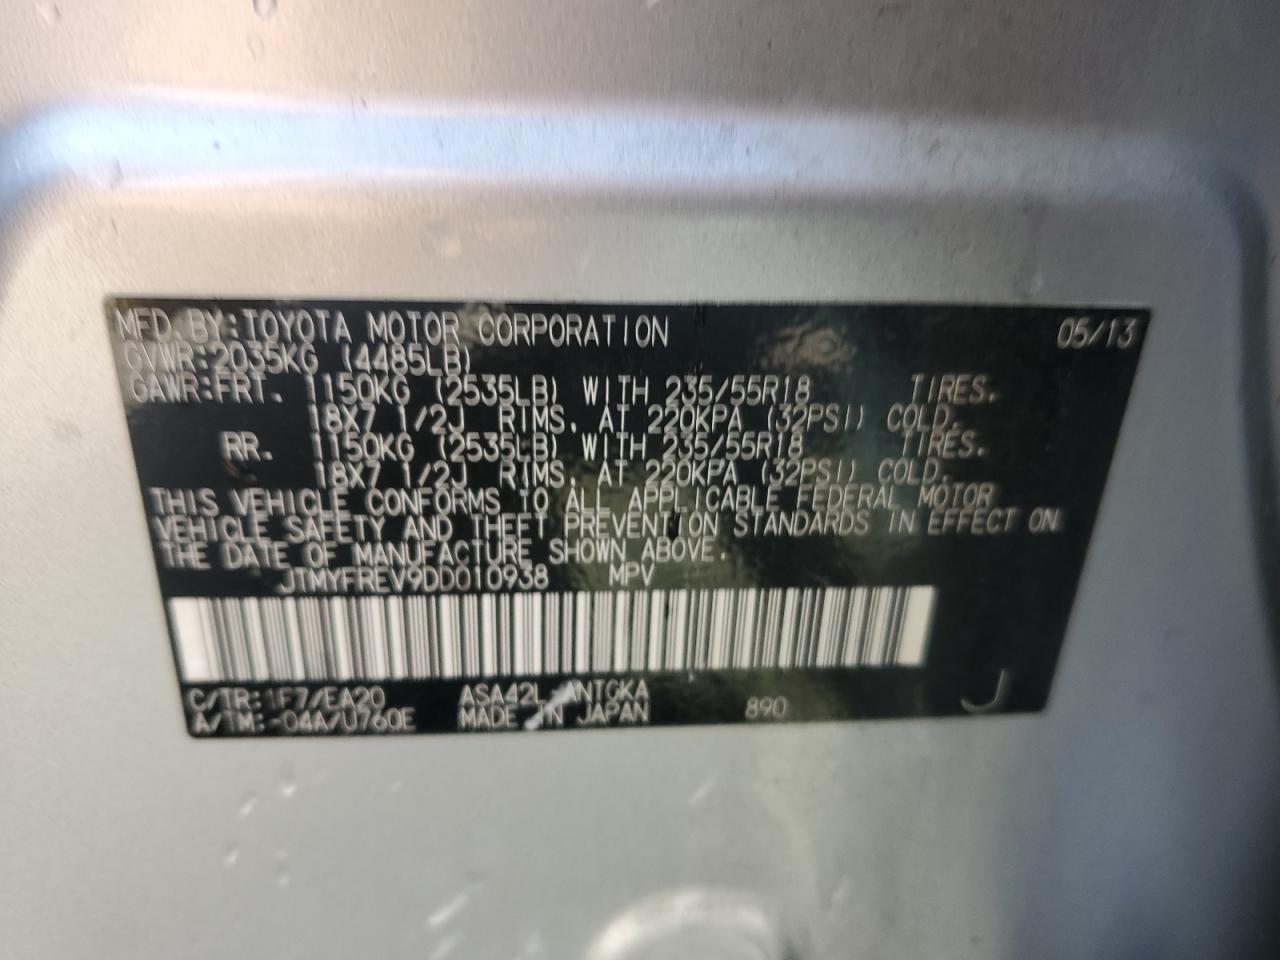 MFD.BY:TOYOTA MOTOR CORPORATION 05/13
GVWR:2035KG (4485LB)
GAWR:FRT. 1150KG (2535LB) WITH 235/55R18 TIRES.
18X7 1/2J RIMS. AT 220KPA (32PSI) COLD.
RR. 1150KG (2535LB) WITH 235/55R18 TIRES.
18X7 1/2J RIMS. AT 220KPA (32PSI) COLD.
THIS VEHICLE CONFORMS TO ALL APPLICABLE FEDERAL MOTOR
VEHICLE SAFETY AND THEFT PREVENTION STANDARDS IN EFFECT ON
THE DATE OF MANUFACTURE SHOWN ABOVE.
JTMYFREV9DD010938 MPV
C/TR:1F7/EA20 ASA42L-ANTGKA
A/TM:-04A/U760E MADE IN JAPAN 890 J